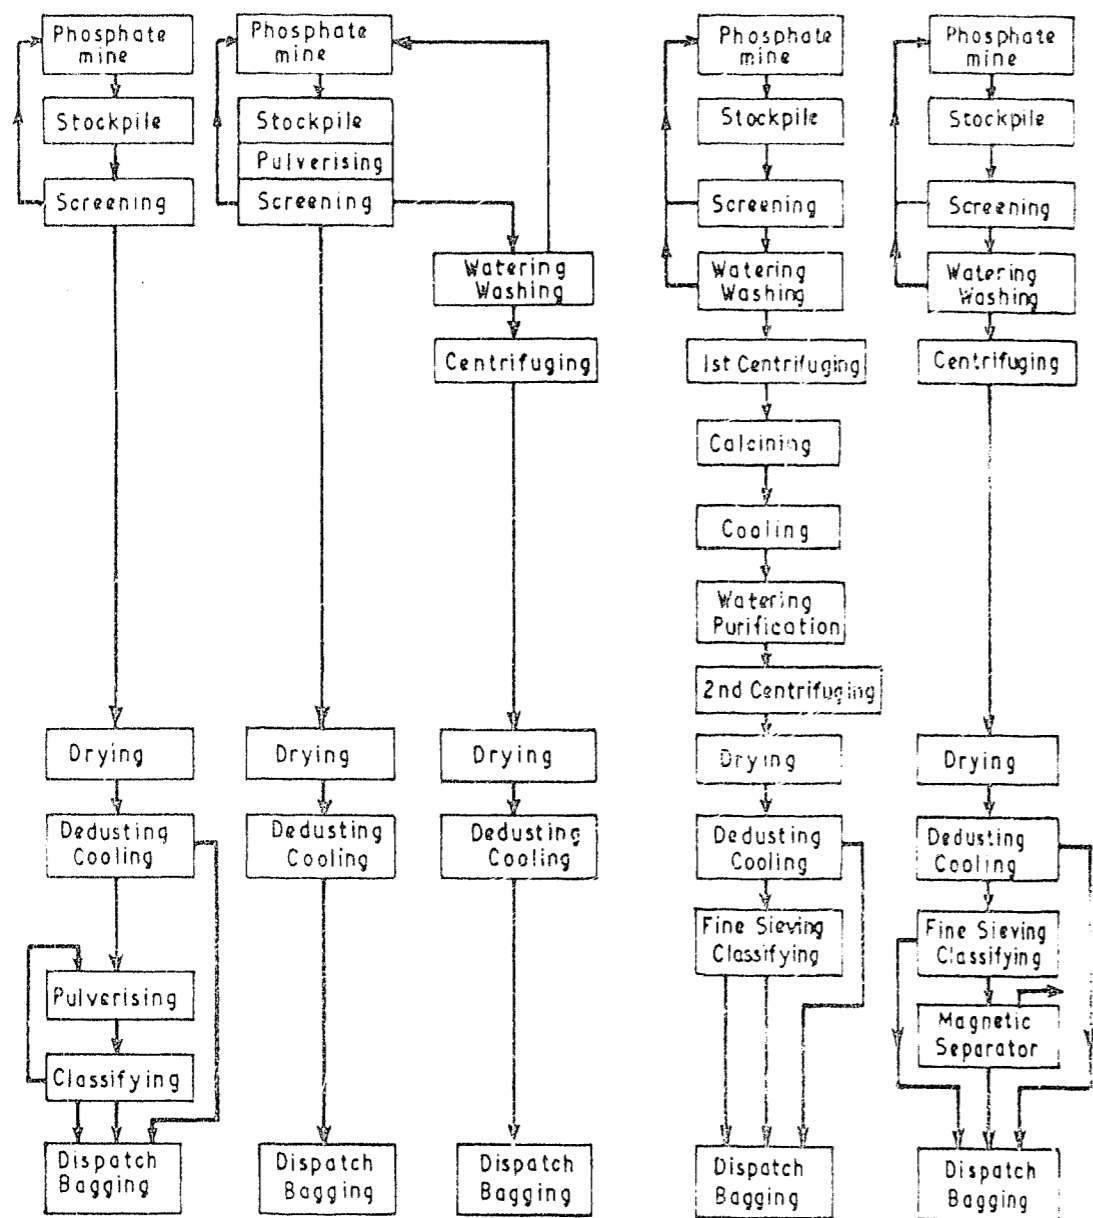 Phosphate
mine
Stockpile
Screening
Drying
Dedusting
Cooling
Pulverising
Classifying
Dispatch
Bagging
Phosphate
mine
Stockpile
Pulverising
Screening
Drying
Dedusting
Cooling
Dispatch
Bagging
Watering
Washing
Centrifuging
Drying
Dedusting
Cooling
Dispatch
Bagging
Phosphate
mine
Stockpile
Screening
Watering
Washing
1st Centrifuging
Calcining
Cooling
Watering
Purification
2nd Centrifuging
Drying
Dedusting
Cooling
Fine Sieving
Classifying
Dispatch
Bagging
Phosphate
mine
Stockpile
Screening
Watering
Washing
Centrifuging
Drying
Dedusting
Cooling
Fine Sieving
Classifying
Magnetic
Separator
Dispatch
Bagging